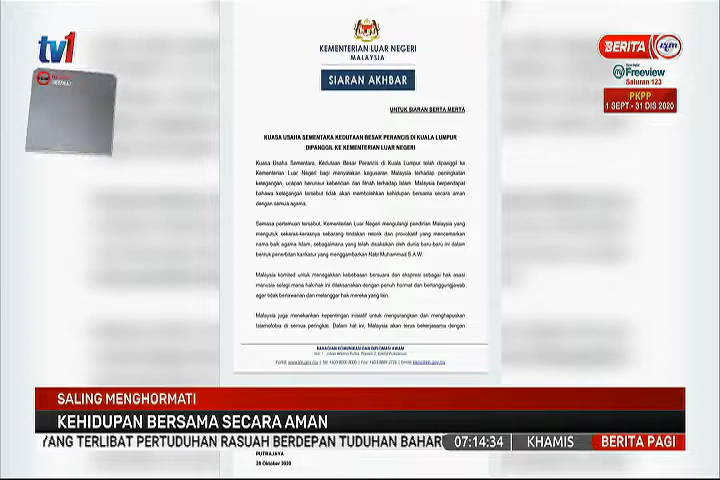 tv1
BERITA rtm
myFreeview
Saluran 123
PKPP
1 SEPT - 31 DIS 2020
KEMENTERIAN LUAR NEGERI
MALAYSIA
SIARAN AKHBAR
UNTUK SIARAN SERTA MERTA
KUASA USAHA SEMENTARA KEDUTAAN BESAR PERANCIS DI KUALA LUMPUR
DIPANGGIL KE KEMENTERIAN LUAR NEGERI
Kuasa Usaha Sementara, Kedutaan Besar Perancis di Kuala Lumpur telah dipanggil ke
Kementerian Luar Negeri bagi menyatakan kegusaran Malaysia terhadap peningkatan
ketegangan, ucapan berunsur kebencian dan fitnah terhadap Islam. Malaysia berpendapat
bahawa ketegangan tersebut tidak akan membolehkan kehidupan bersama secara aman
dengan semua agama.
Semasa pertemuan tersebut, Kementerian Luar Negeri mengulangi pendirian Malaysia yang
mengutuk sekeras-kerasnya sebarang tindakan retorik dan provokatif yang mencemarkan
nama baik agama Islam, sebagaimana yang telah disaksikan oleh dunia baru-baru ini dalam
bentuk penerbitan karikatur yang menggambarkan Nabi Muhammad S.A.W.
Malaysia komited untuk menegakkan kebebasan bersuara dan ekspresi sebagai hak asasi
manusia selagi mana hak-hak ini dilaksanakan dengan penuh hormat dan bertanggungjawab
agar tidak berlawanan dan melanggar hak mereka yang lain.
Malaysia juga menekankan kepentingan inisiatif untuk mengurangkan dan menghapuskan
Islamofobia di semua peringkat. Dalam hal ini, Malaysia akan terus bekerjasama dengan
BAHAGIAN KOMUNIKASI DAN DIPLOMASI AWAM
SALING MENGHORMATI
KEHIDUPAN BERSAMA SECARA AMAN
YANG TERLIBAT PERTUDUHAN RASUAH BERDEPAN TUDUHAN BAHAR
07:14:34 KHAMIS BERITA PAGI
PUTRAJAYA
28 Oktober 2020